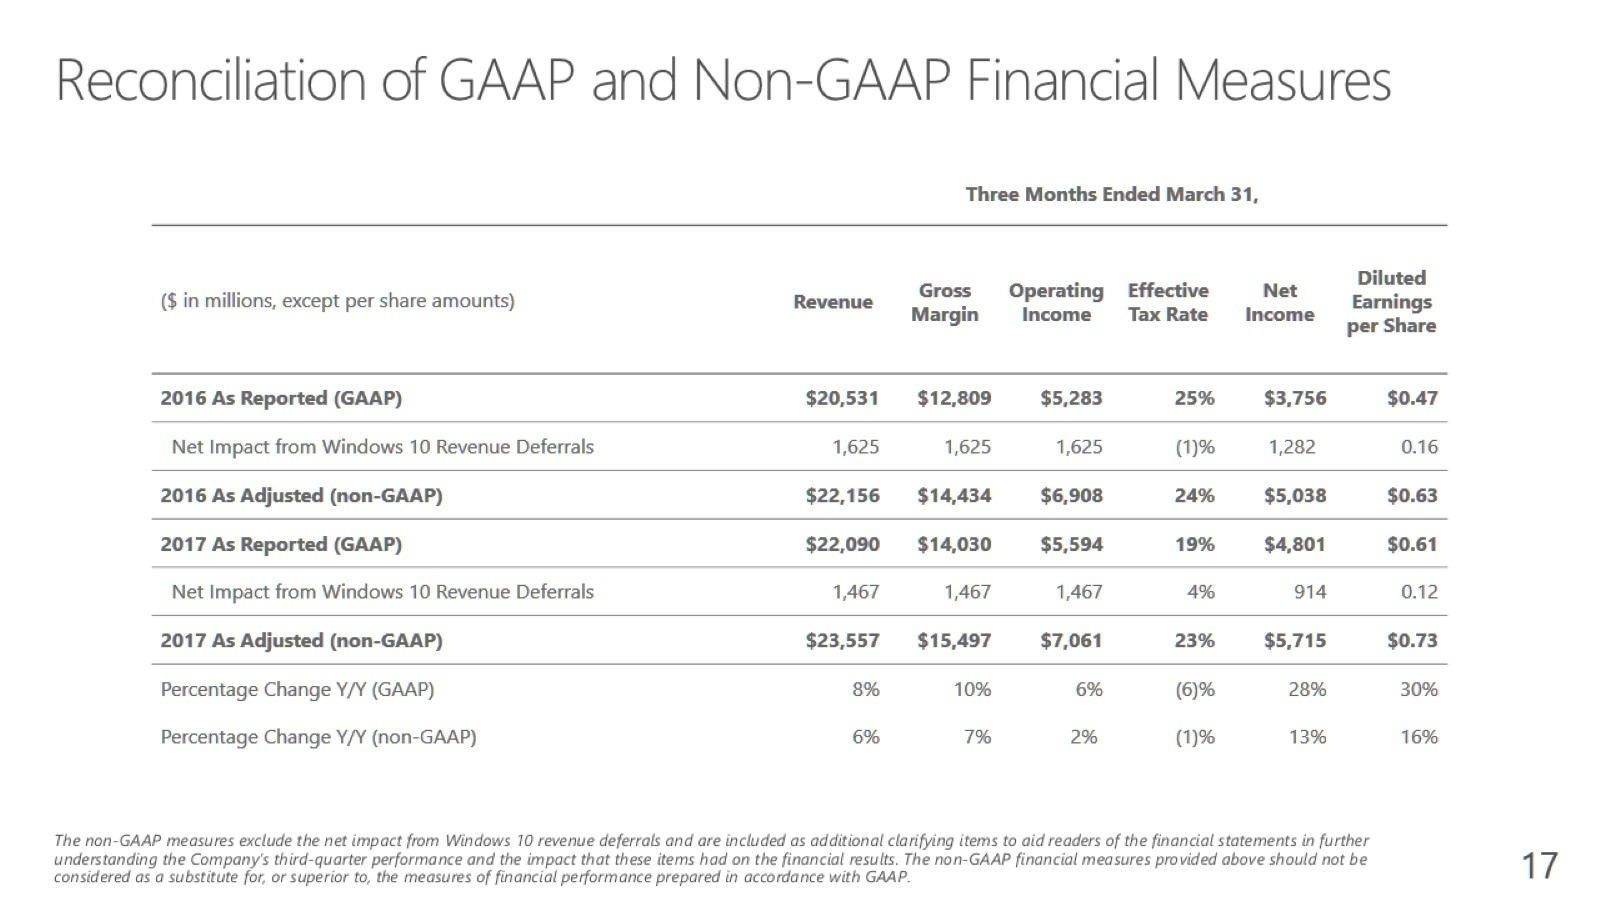 Reconciliation of GAAP and Non-GAAP Financial Measures
Three Months Ended March 31,
($ in millions, except per share amounts) Revenue Gross Margin Operating Income Effective Tax Rate Net Income Diluted Earnings per Share
2016 As Reported (GAAP) $20,531 $12,809 $5,283 25% $3,756 $0.47
Net Impact from Windows 10 Revenue Deferrals 1,625 1,625 1,625 (1)% 1,282 0.16
2016 As Adjusted (non-GAAP) $22,156 $14,434 $6,908 24% $5,038 $0.63
2017 As Reported (GAAP) $22,090 $14,030 $5,594 19% $4,801 $0.61
Net Impact from Windows 10 Revenue Deferrals 1,467 1,467 1,467 4% 914 0.12
2017 As Adjusted (non-GAAP) $23,557 $15,497 $7,061 23% $5,715 $0.73
Percentage Change Y/Y (GAAP) 8% 10% 6% (6)% 28% 30%
Percentage Change Y/Y (non-GAAP) 6% 7% 2% (1)% 13% 16%
The non-GAAP measures exclude the net impact from Windows 10 revenue deferrals and are included as additional clarifying items to aid readers of the financial statements in further
understanding the Company's third-quarter performance and the impact that these items had on the financial results. The non-GAAP financial measures provided above should not be
considered as a substitute for, or superior to, the measures of financial performance prepared in accordance with GAAP.
17